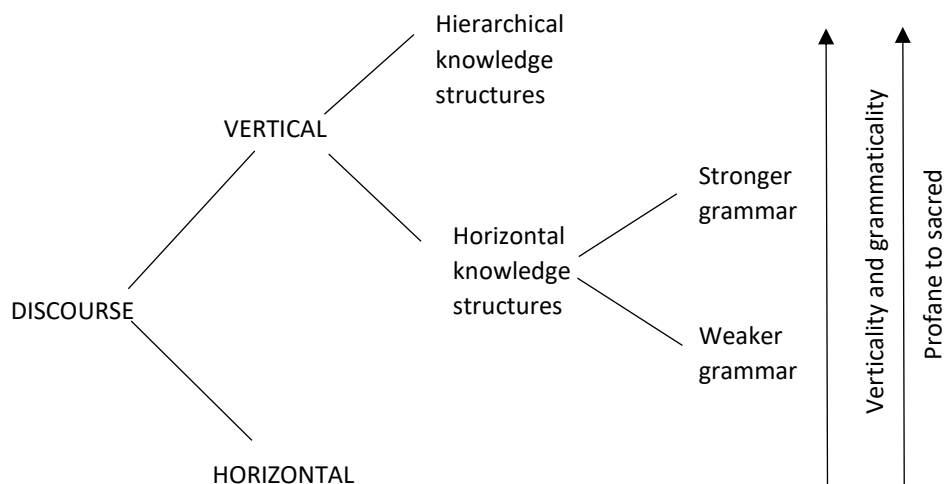 Hierarchical
knowledge
structures
VERTICAL
Stronger
grammar
Horizontal
knowledge
structures
DISCOURSE
Weaker
grammar
HORIZONTAL
Verticality and grammaticality
Profane to sacred